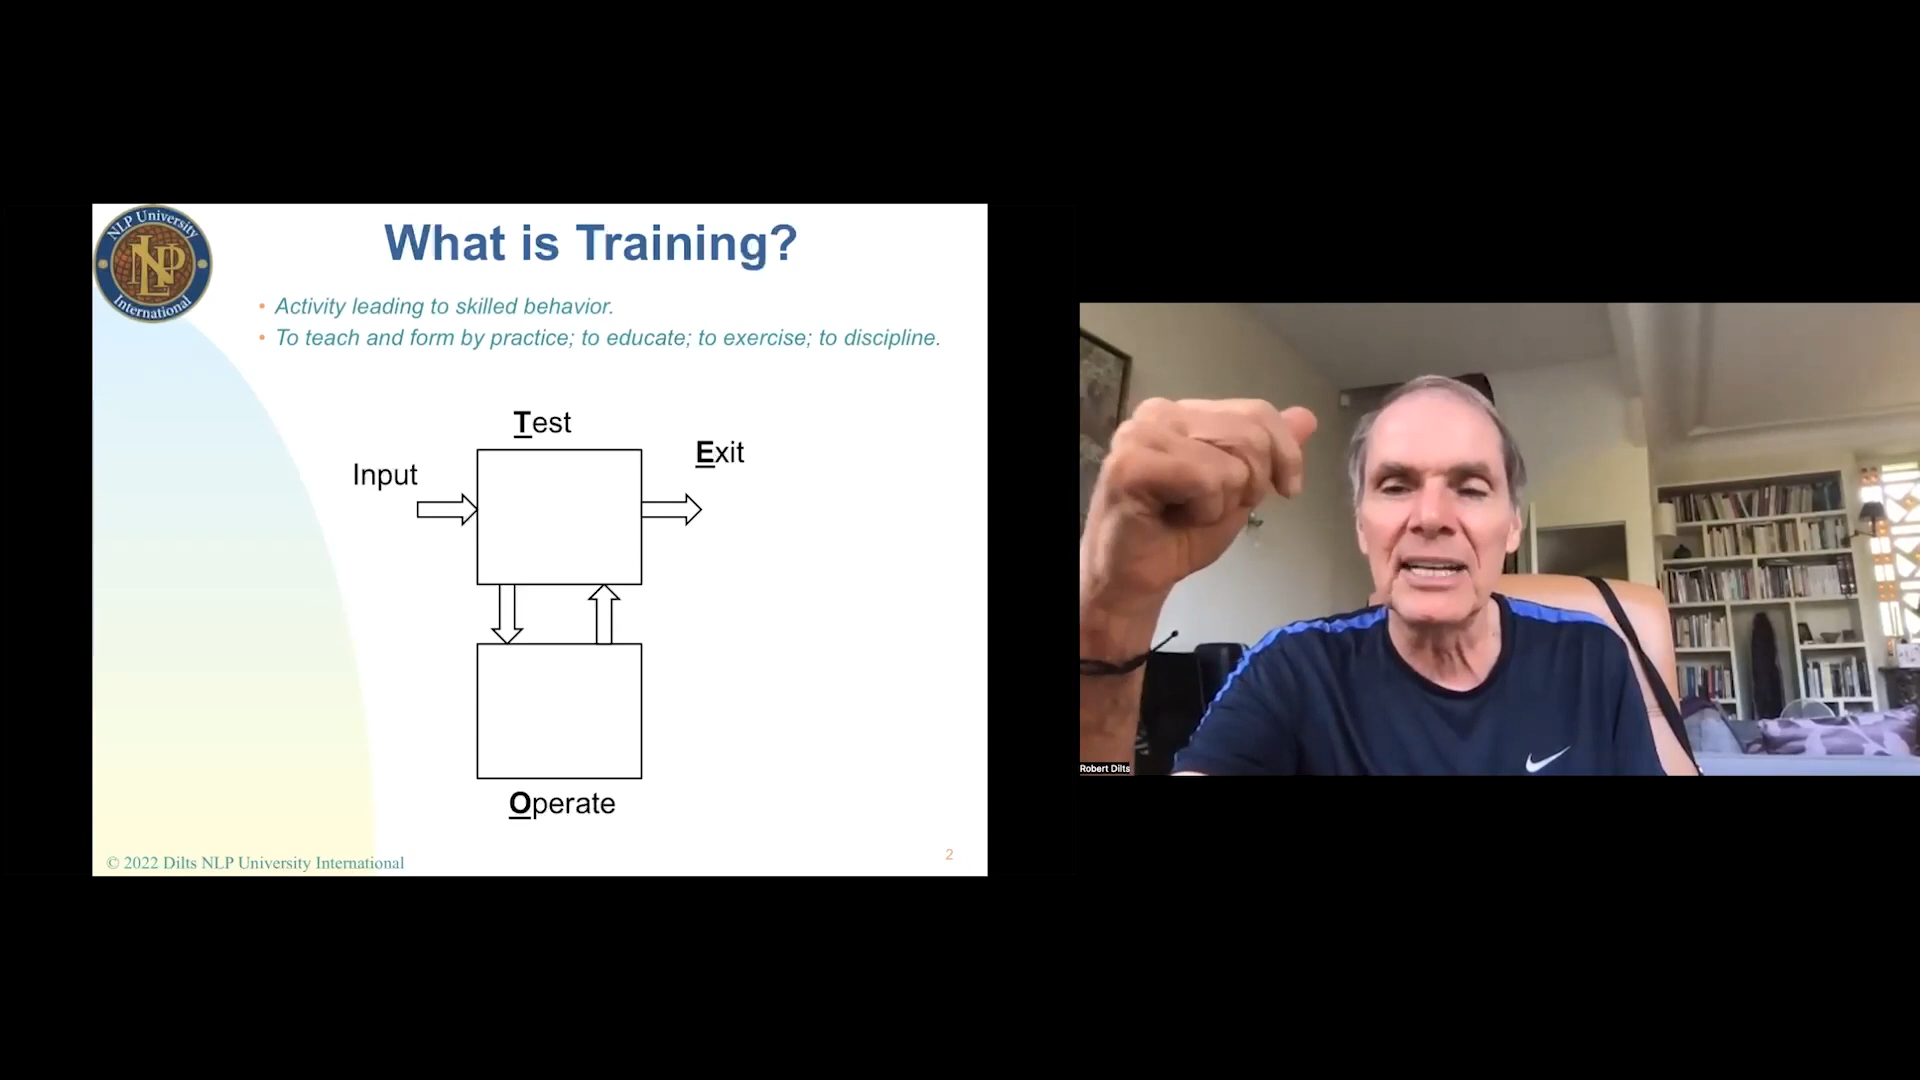 NLP University
NLP
International
What is Training?
• Activity leading to skilled behavior.
• To teach and form by practice; to educate; to exercise; to discipline.
Test
Exit
Input
Operate
© 2022 Dilts NLP University International
2
Robert Dilts